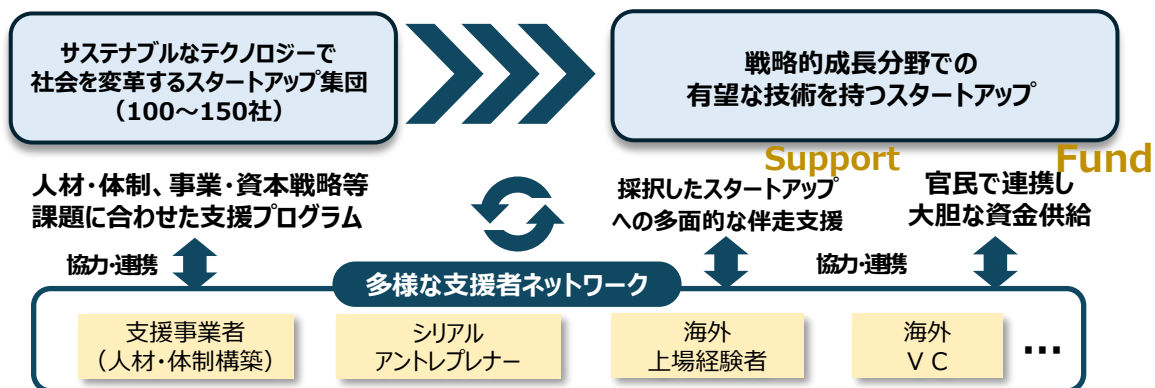 サステナブルなテクノロジーで
社会を変革するスタートアップ集団
（100～150社）
戦略的成長分野での
有望な技術を持つスタートアップ
Support
Fund
人材・体制、事業・資本戦略等
課題に合わせた支援プログラム
採択したスタートアップ
への多面的な伴走支援
官民で連携し
大胆な資金供給
協力・連携
協力・連携
多様な支援者ネットワーク
支援事業者
（人材・体制構築）
シリアル
アントレプレナー
海外
上場経験者
海外
ＶＣ
…